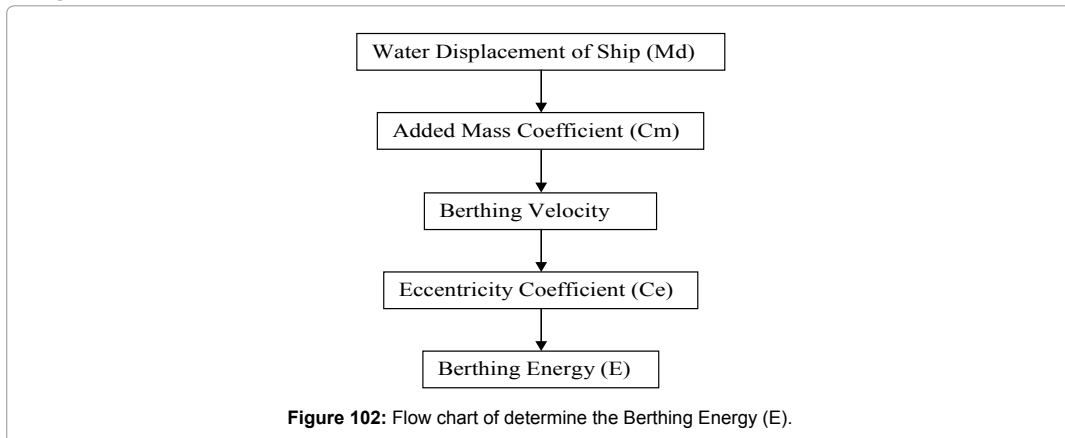 Water Displacement of Ship (Md)
Added Mass Coefficient (Cm)
Berthing Velocity
Eccentricity Coefficient (Ce)
Berthing Energy (E)
Figure 102: Flow chart of determine the Berthing Energy (E).